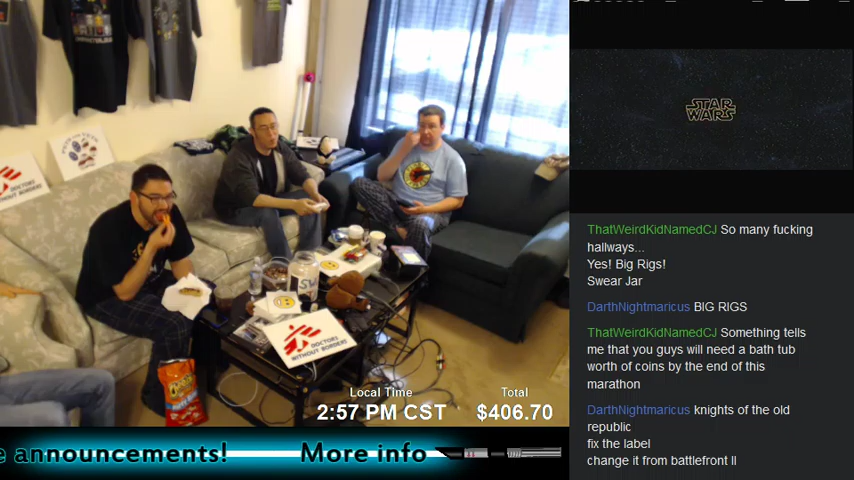 DOCTORS
WITHOUT BORDERS
SW
DOCTORS
WITHOUT BORDERS
Local Time
Total
2:57 PM CST
$406.70
e announcements!
More info
STAR
WARS
ThatWeirdKidNamedCJ So many fucking
hallways...
Yes! Big Rigs!
Swear Jar
DarthNightmaricus BIG RIGS
ThatWeirdKidNamedCJ Something tells
me that you guys will need a bath tub
worth of coins by the end of this
marathon
DarthNightmaricus knights of the old
republic
fix the label
change it from battlefront II